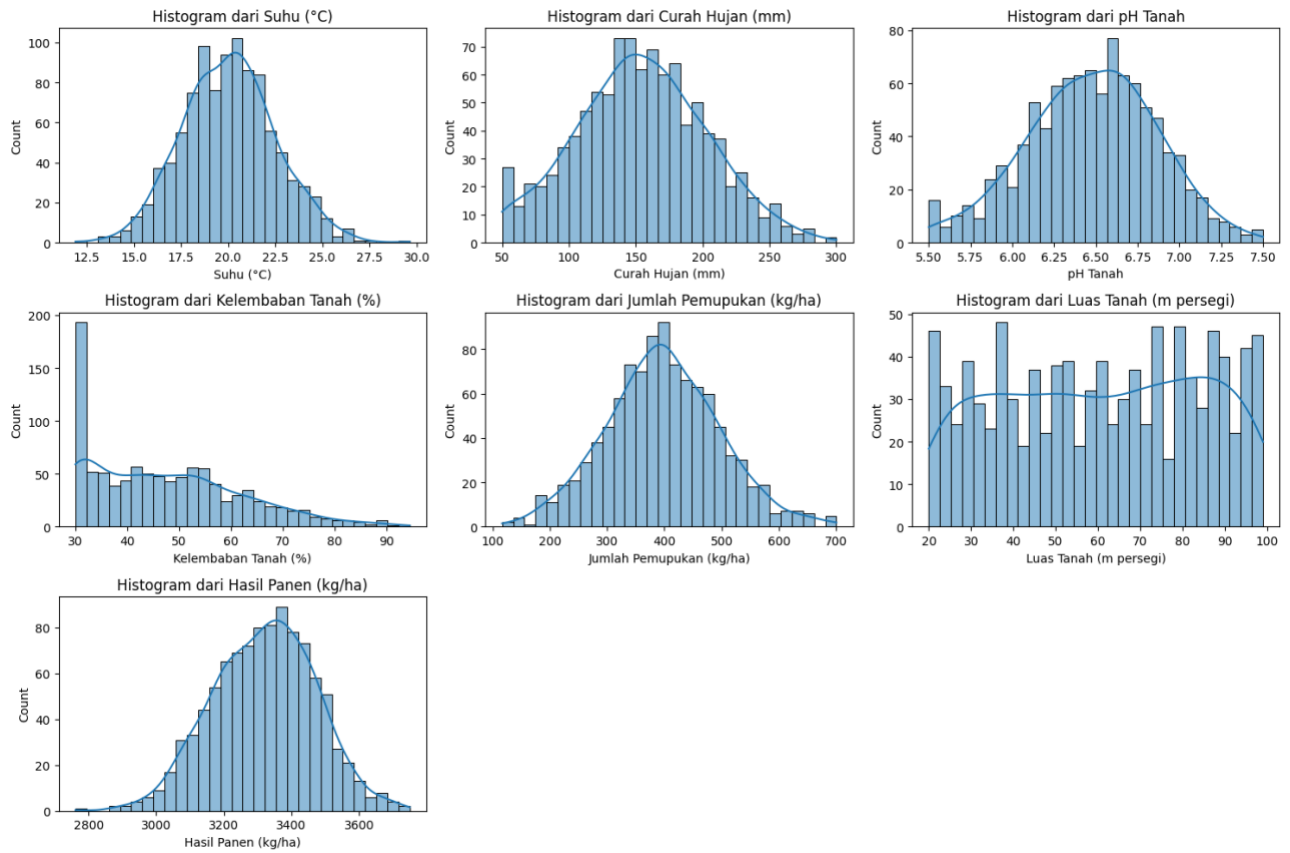 Histogram dari Suhu (°C)
100
80
60
40
20
0
Count
12.5 15.0 17.5 20.0 22.5 25.0 27.5 30.0
Suhu (°C)
Histogram dari Curah Hujan (mm)
70
60
50
40
30
20
10
0
Count
50 100 150 200 250 300
Curah Hujan (mm)
Histogram dari pH Tanah
80
60
40
20
0
Count
5.50 5.75 6.00 6.25 6.50 6.75 7.00 7.25 7.50
pH Tanah
Histogram dari Kelembaban Tanah (%)
200
150
100
50
0
Count
30 40 50 60 70 80 90
Kelembaban Tanah (%)
Histogram dari Jumlah Pemupukan (kg/ha)
80
60
40
20
0
Count
100 200 300 400 500 600 700
Jumlah Pemupukan (kg/ha)
Histogram dari Luas Tanah (m persegi)
50
40
30
20
10
0
Count
20 30 40 50 60 70 80 90 100
Luas Tanah (m persegi)
Histogram dari Hasil Panen (kg/ha)
80
60
40
20
0
Count
2800 3000 3200 3400 3600
Hasil Panen (kg/ha)